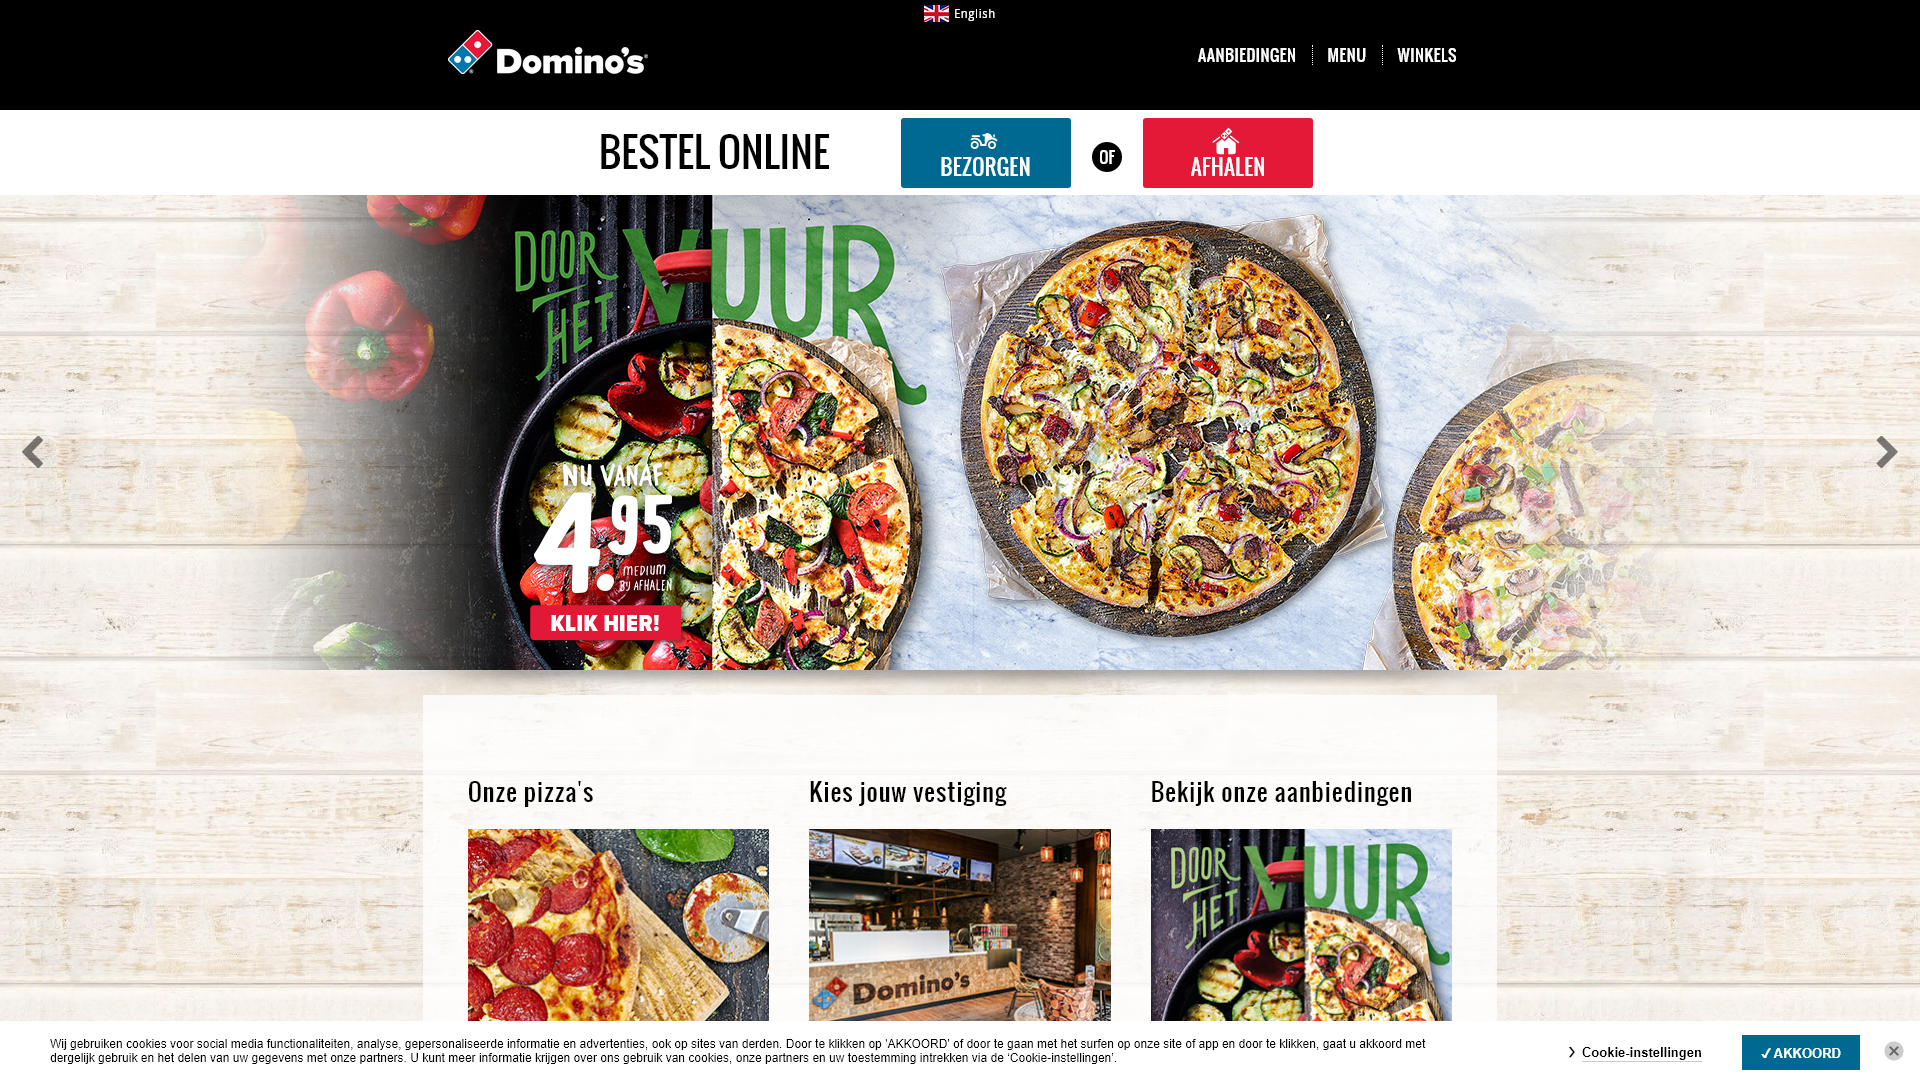 English
Domino's
AANBIEDINGEN
MENU
WINKELS
BESTEL ONLINE
BEZORGEN
OF
AFHALEN
DOOR
HET
VUUR
NU VANAF
4.95
MEDIUM
BIJ AFHALEN
KLIK HIER!
Onze pizza's
Kies jouw vestiging
Bekijk onze aanbiedingen
Domino's
DOOR
HET
VUUR
Wij gebruiken cookies voor social media functionaliteiten, analyse, gepersonaliseerde informatie en advertenties, ook op sites van derden. Door te klikken op 'AKKOORD' of door te gaan met het surfen op onze site of app en door te klikken, gaat u akkoord met
dergelijk gebruik en het delen van uw gegevens met onze partners. U kunt meer informatie krijgen over ons gebruik van cookies, onze partners en uw toestemming intrekken via de 'Cookie-instellingen'.
Cookie-instellingen
AKKOORD